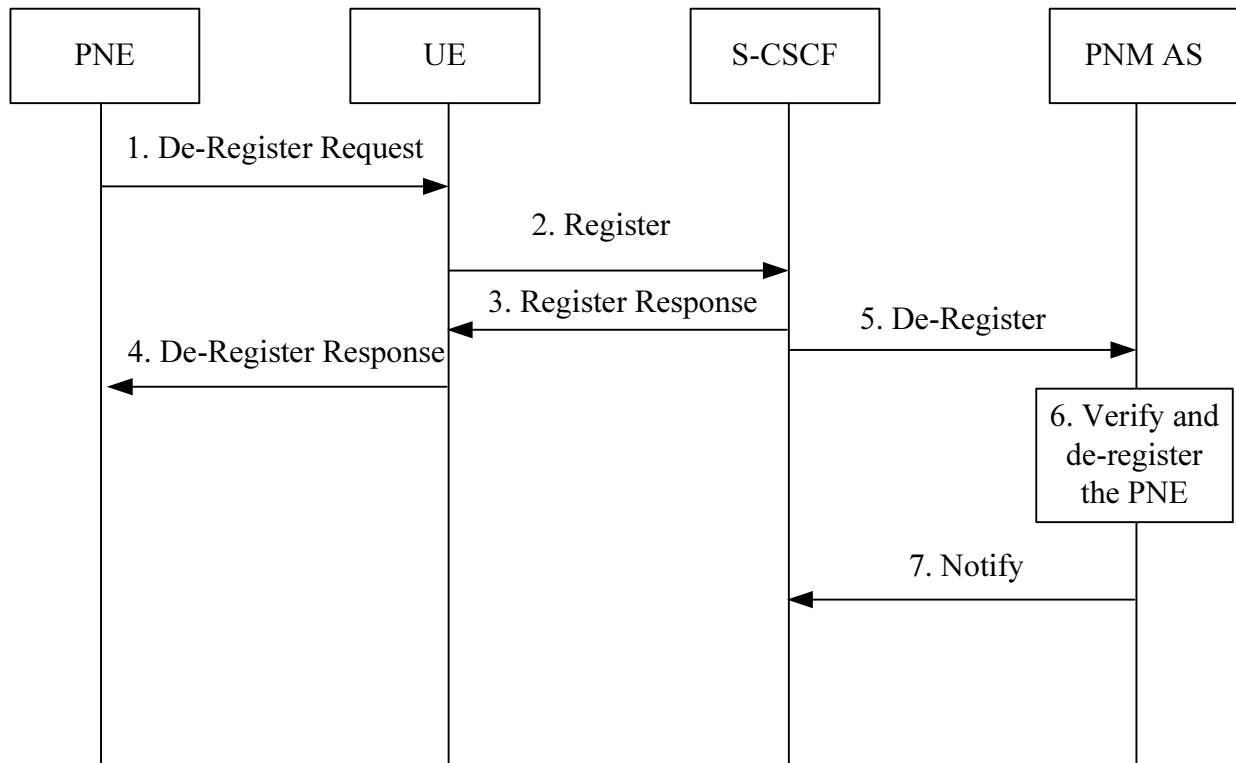 PNE
UE
S-CSCF
PNM AS
1. De-Register Request
2. Register
3. Register Response
5. De-Register
4. De-Register Response
6. Verify and
de-register
the PNE
7. Notify